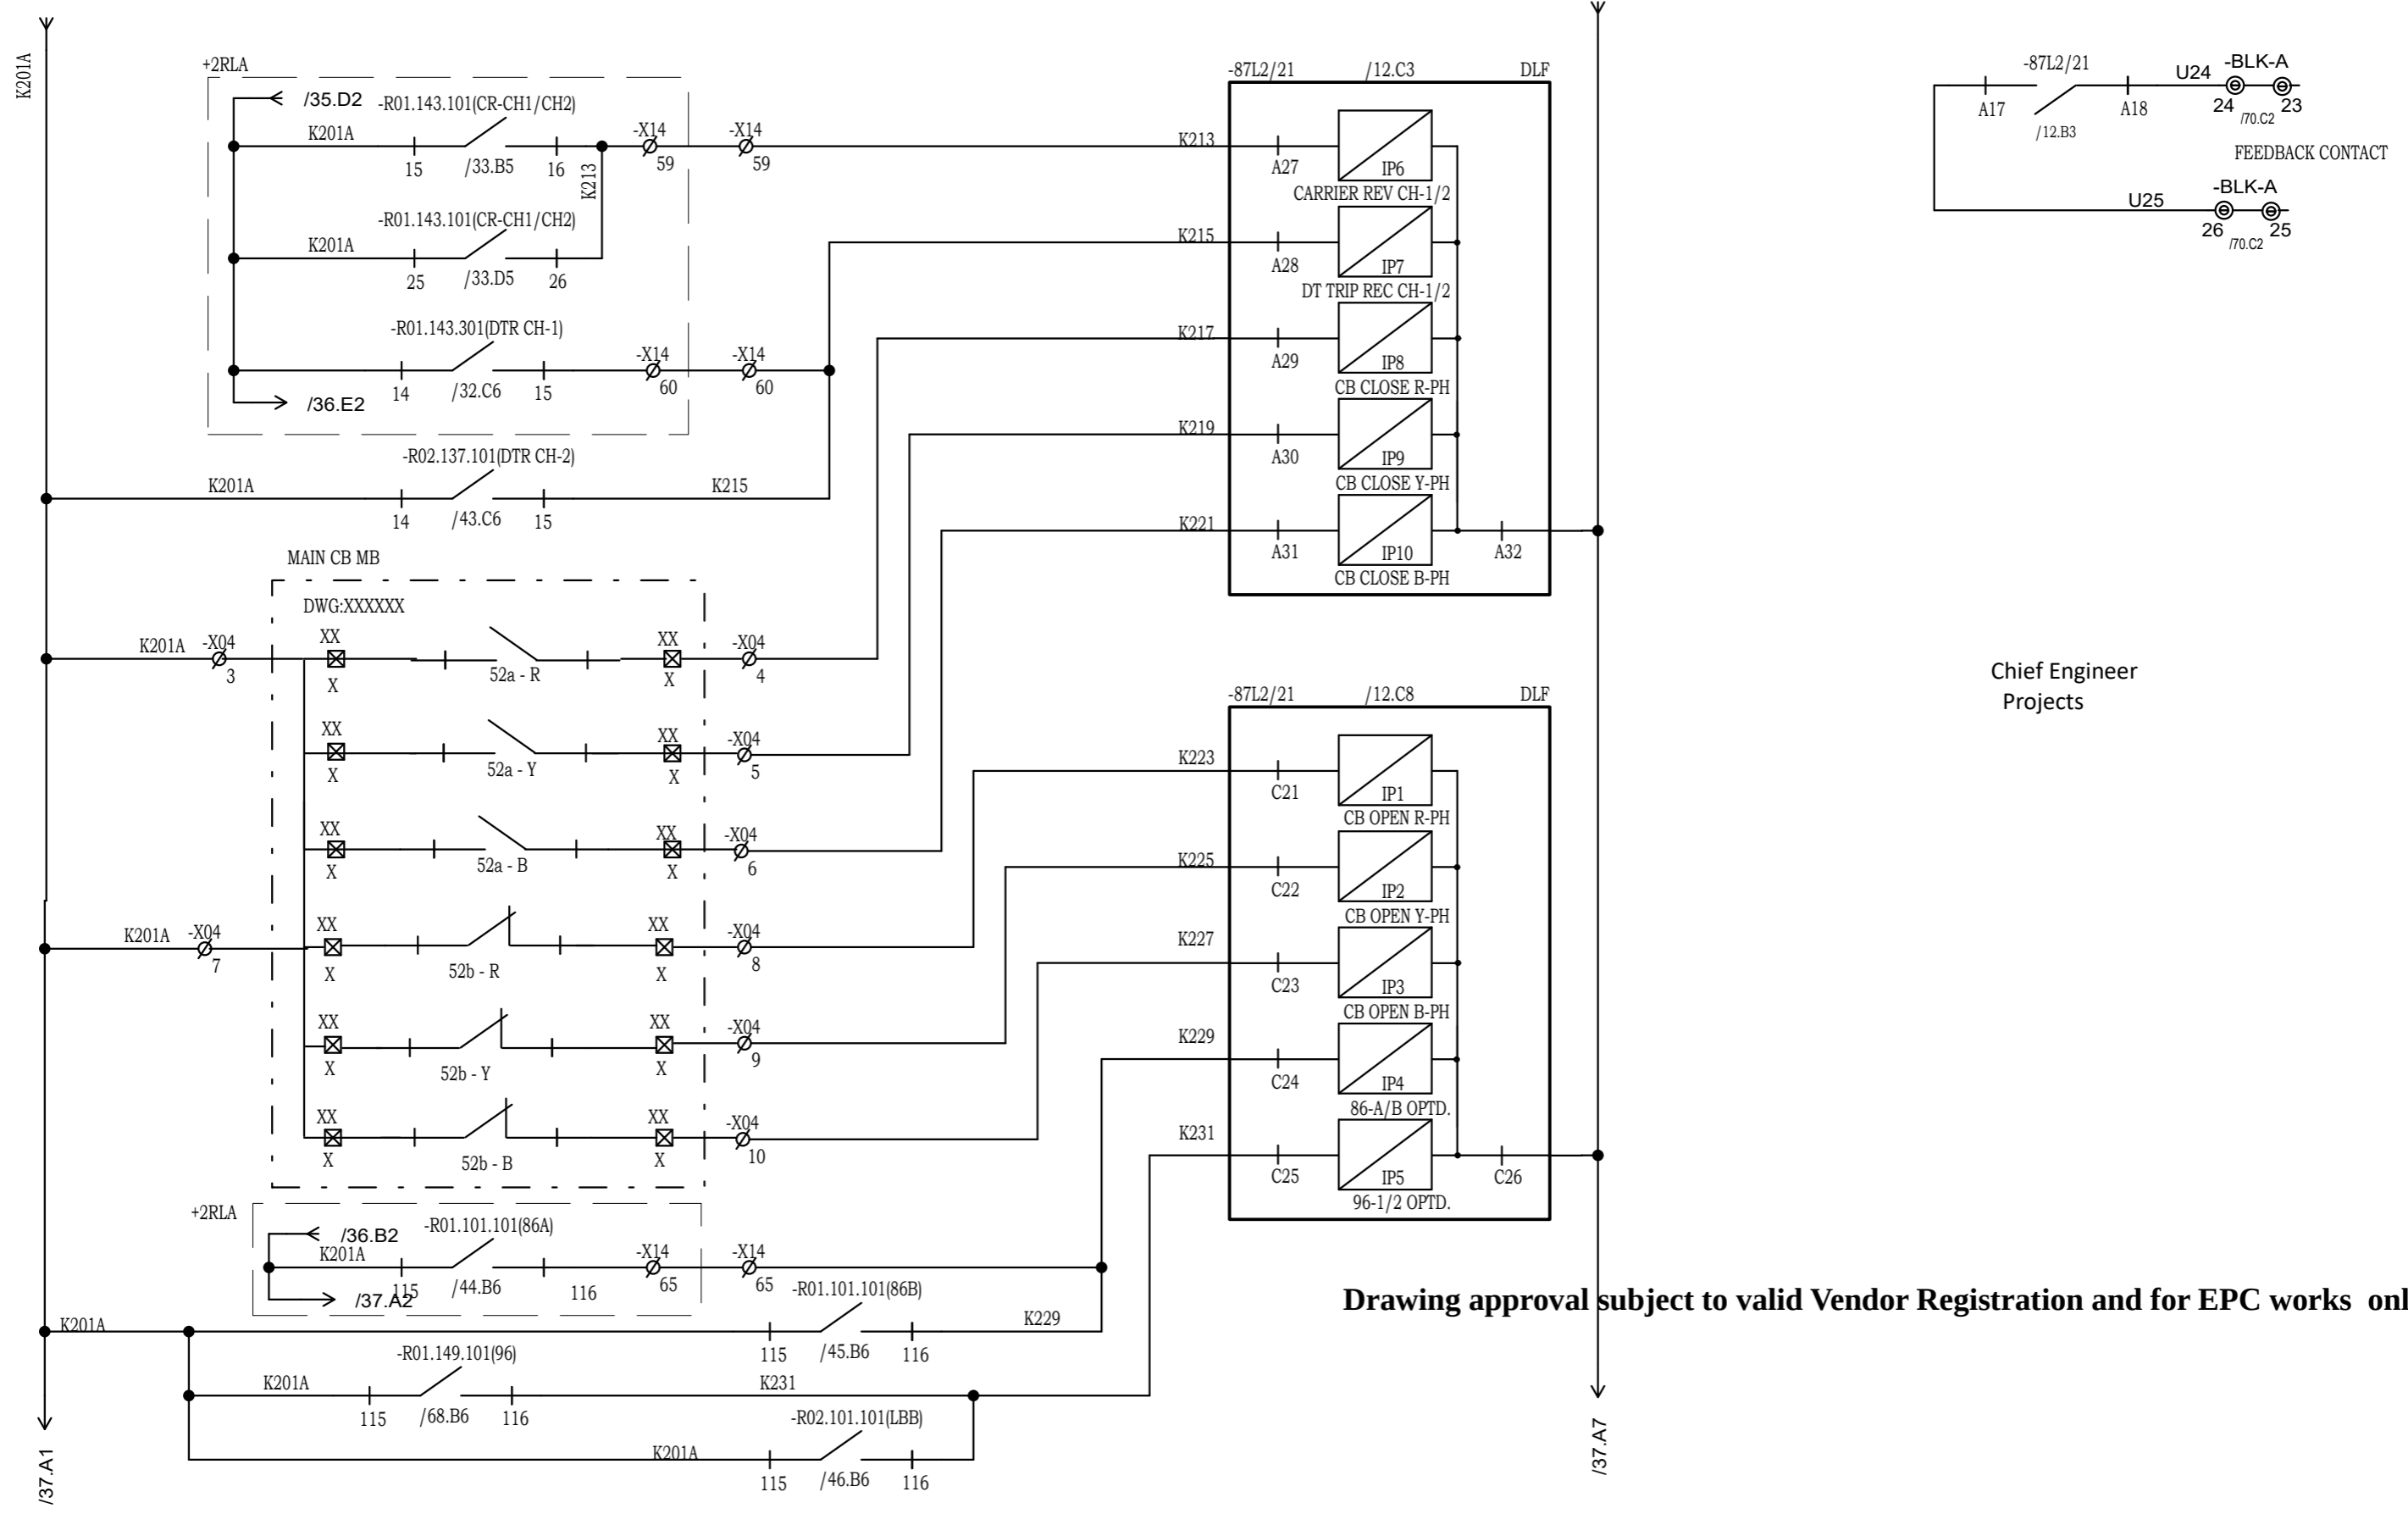 K201A
+2RLA
/35.D2
-R01.143.101(CR-CH1/CH2)
K201A
15
/33.B5
16
K213
-X14
59
-X14
59
-R01.143.101(CR-CH1/CH2)
K201A
25
/33.D5
26
-R01.143.301(DTR CH-1)
14
/32.C6
15
-X14
60
-X14
60
/36.E2
-R02.137.101(DTR CH-2)
K201A
14
/43.C6
15
K215
-87L2/21 /12.C3 DLF
K213
A27
IP6
CARRIER REV CH-1/2
K215
A28
IP7
DT TRIP REC CH-1/2
K217
A29
IP8
CB CLOSE R-PH
K219
A30
IP9
CB CLOSE Y-PH
K221
A31
IP10
A32
CB CLOSE B-PH
-87L2/21
A17
/12.B3
A18
U24
-BLK-A
24
23
/70.C2
FEEDBACK CONTACT
U25
-BLK-A
26
25
/70.C2
MAIN CB MB
DWG:XXXXXX
K201A
-X04
3
XX
X
52a - R
XX
X
-X04
4
XX
X
52a - Y
XX
X
-X04
5
XX
X
52a - B
XX
X
-X04
6
K201A
-X04
7
XX
X
52b - R
XX
X
-X04
8
XX
X
52b - Y
XX
X
-X04
9
XX
X
52b - B
XX
X
-X04
10
Chief Engineer
Projects
-87L2/21 /12.C8 DLF
K223
C21
IP1
CB OPEN R-PH
K225
C22
IP2
CB OPEN Y-PH
K227
C23
IP3
CB OPEN B-PH
K229
C24
IP4
86-A/B OPTD.
K231
C25
IP5
C26
96-1/2 OPTD.
+2RLA
/36.B2
-R01.101.101(86A)
K201A
115
/44.B6
116
-X14
65
-X14
65
/37.A2
-R01.101.101(86B)
K201A
115
/45.B6
116
K229
Drawing approval subject to valid Vendor Registration and for EPC works onl
-R01.149.101(96)
K201A
115
/68.B6
116
K231
-R02.101.101(LBB)
K201A
115
/46.B6
116
/37.A1
/37.A7